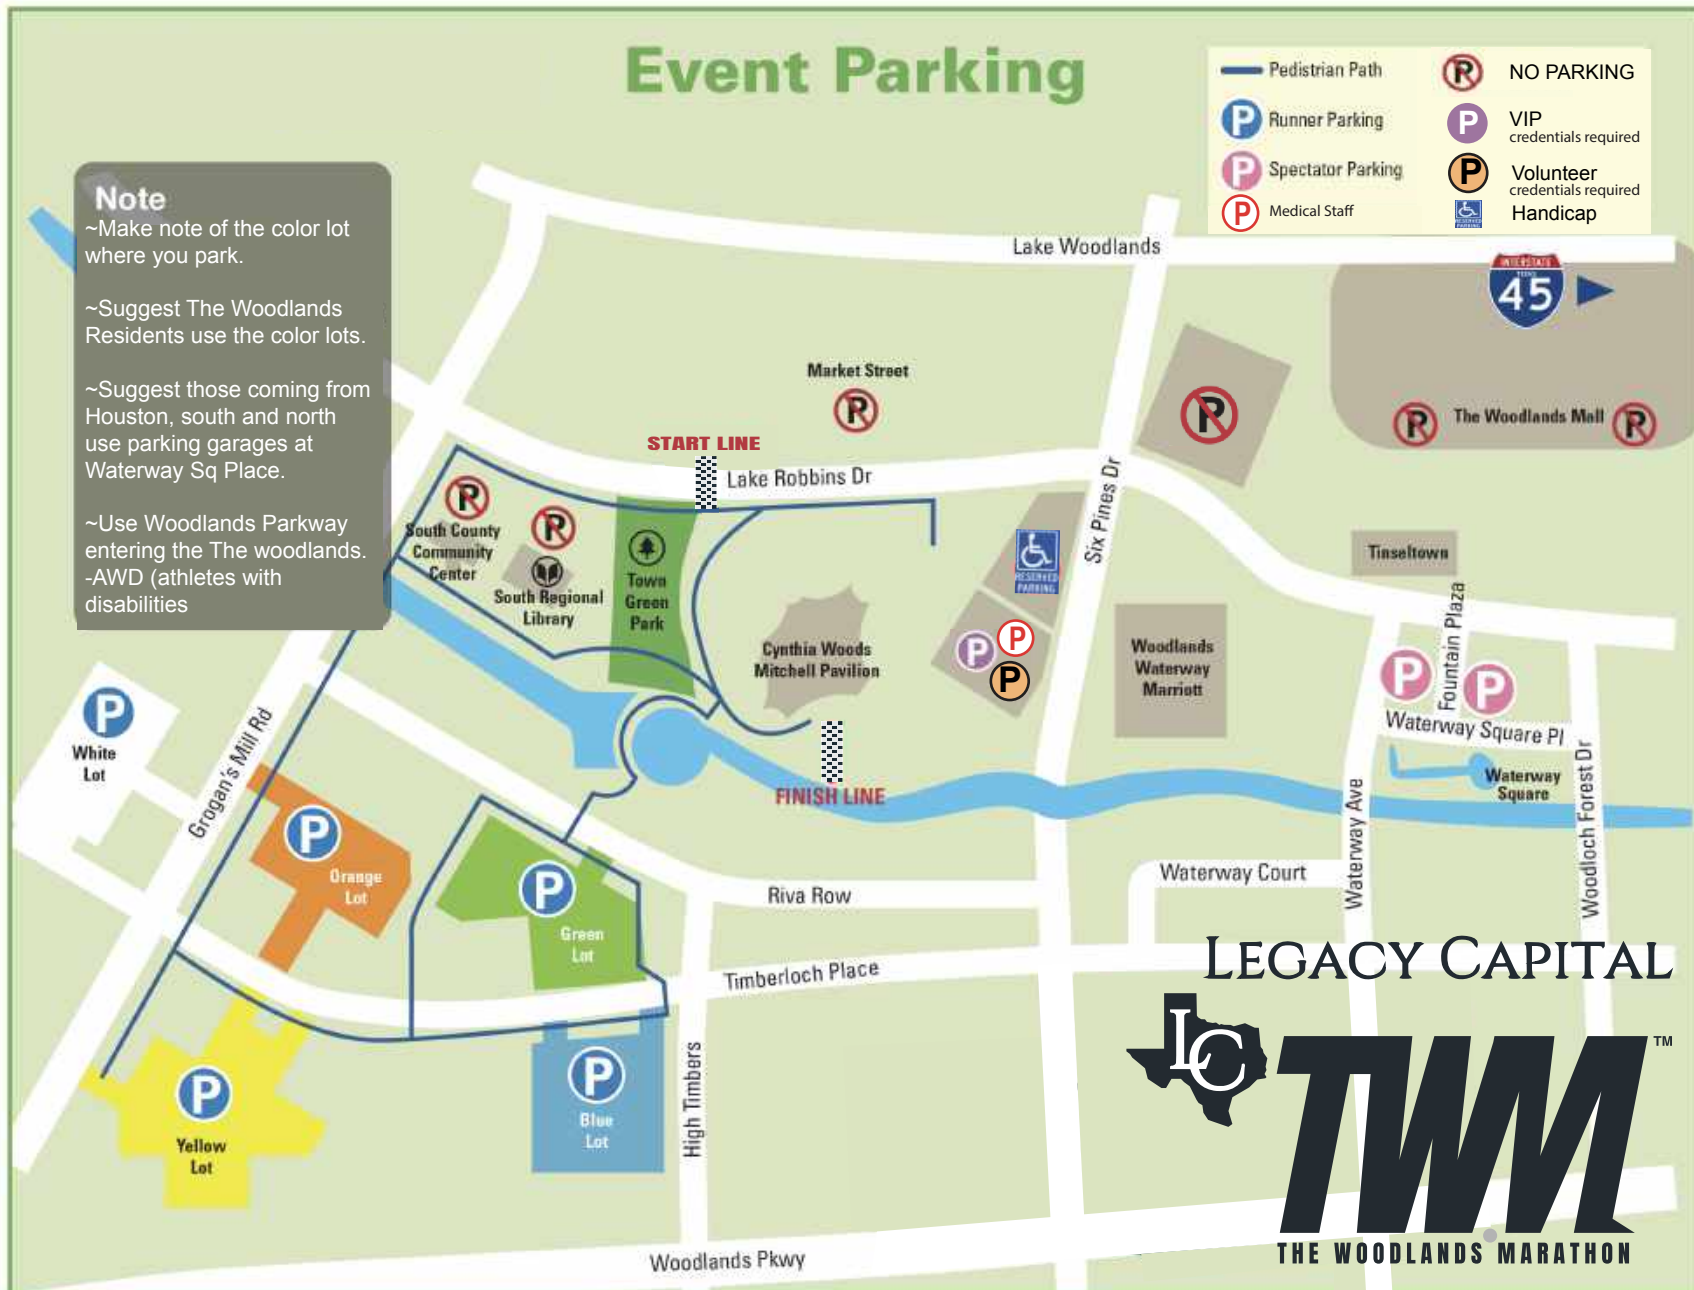 Event Parking
Pedistrian Path
Runner Parking
Spectator Parking
Medical Staff
NO PARKING
VIP
credentials required
Volunteer
credentials required
Handicap
Note
~Make note of the color lot
where you park.
~Suggest The Woodlands
Residents use the color lots.
~Suggest those coming from
Houston, south and north
use parking garages at
Waterway Sq Place.
~Use Woodlands Parkway
entering the The woodlands.
-AWD (athletes with
disabilities
Lake Woodlands
INTERSTATE
TEXAS
45
Market Street
The Woodlands Mall
START LINE
Lake Robbins Dr
Six Pines Dr
South County
Community
Center
South Regional
Library
Town
Green
Park
RESERVED
PARKING
Tinseltown
Fountain Plaza
Cynthia Woods
Mitchell Pavilion
Woodlands
Waterway
Marriott
Waterway Square Pl
Waterway
Square
Woodloch Forest Dr
Waterway Ave
FINISH LINE
White
Lot
Grogan's Mill Rd
Orange
Lot
Green
Lot
Riva Row
Waterway Court
Timberloch Place
High Timbers
Yellow
Lot
Blue
Lot
Woodlands Pkwy
LEGACY CAPITAL
LC
TWM™
THE WOODLANDS MARATHON